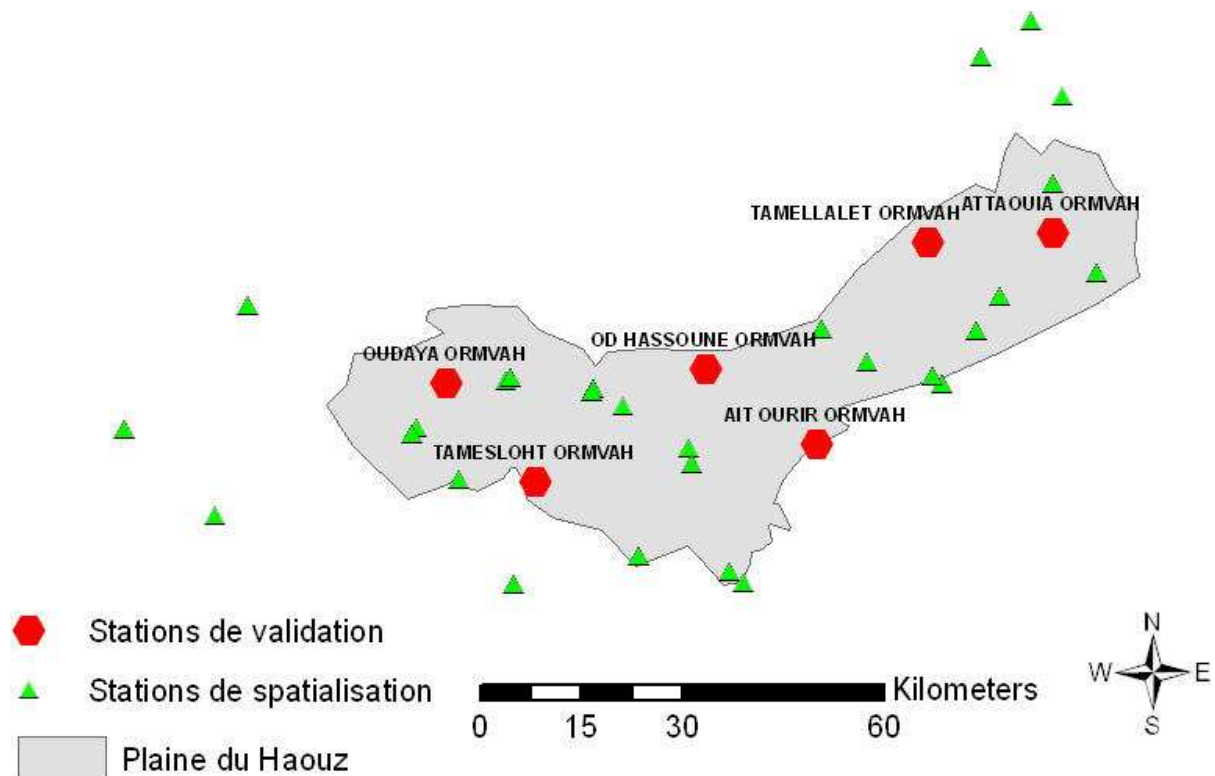 TAMELLALET ORMVAH
ATTAOUIA ORMVAH
OD HASSOUNE ORMVAH
OUDAYA ORMVAH
AIT OURIR ORMVAH
TAMESLOHT ORMVAH
Stations de validation
Stations de spatialisation
Plaine du Haouz
Kilometers
0 15 30 60
N
W E
S